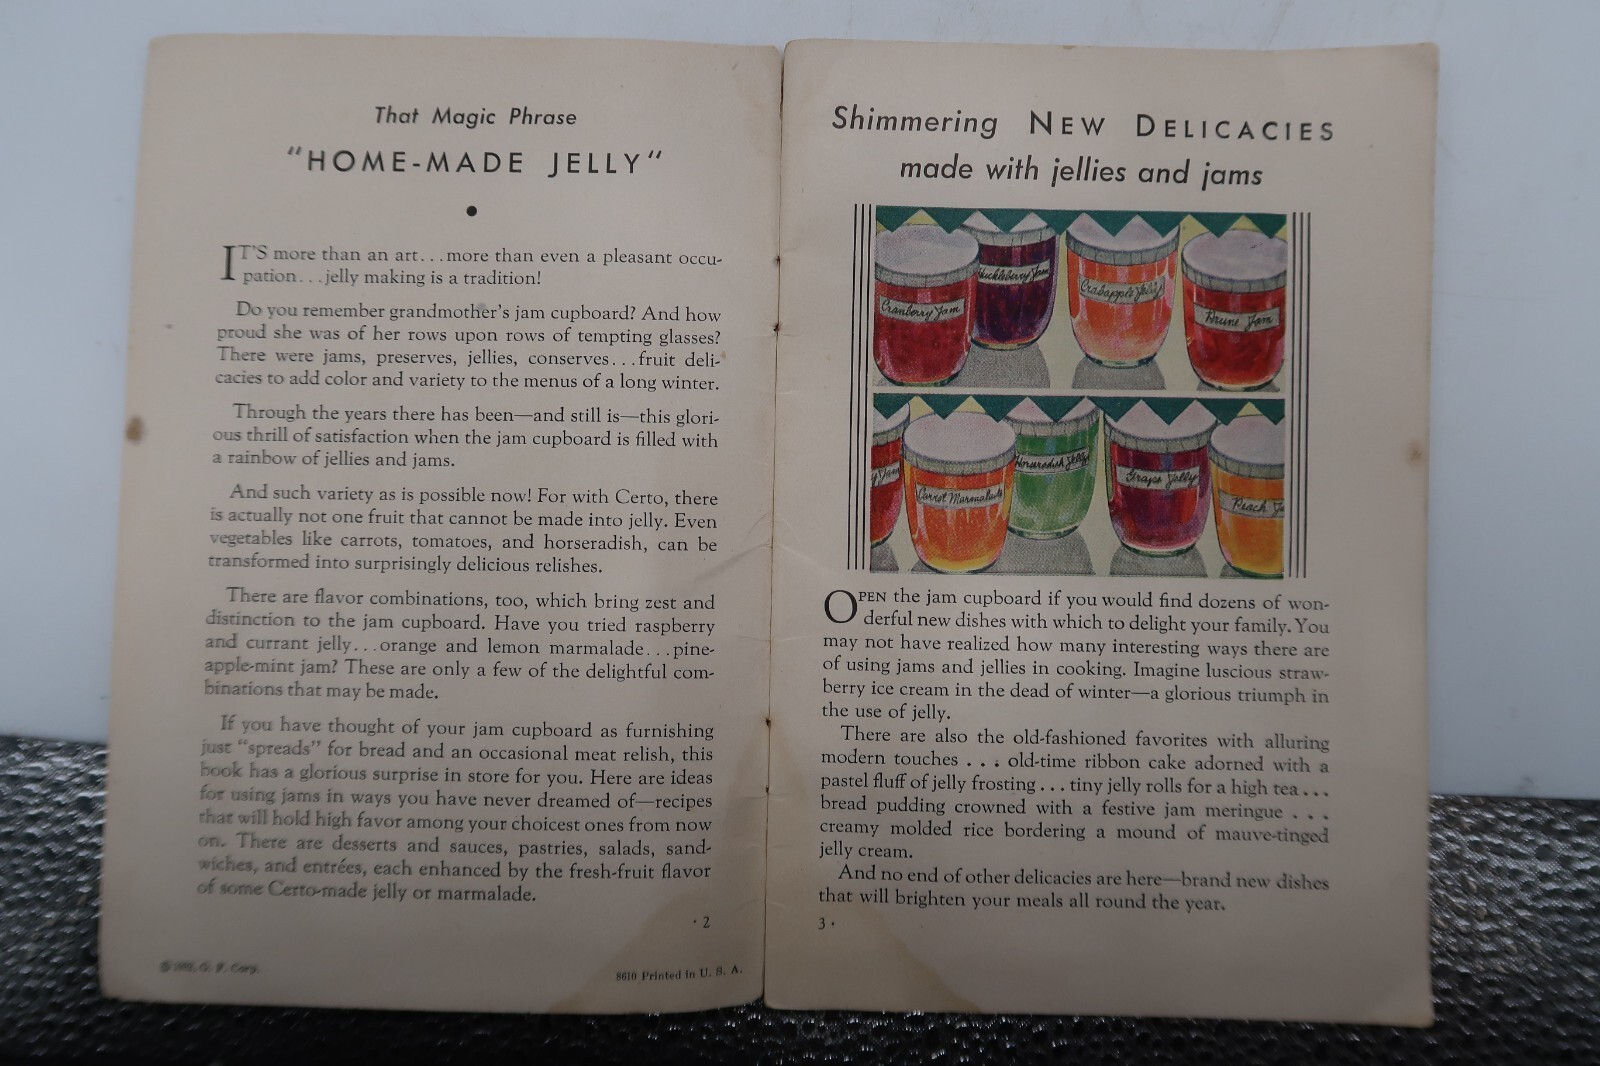 That Magic Phrase
"HOME-MADE JELLY"
IT'S more than an art...more than even a pleasant occu-
pation...jelly making is a tradition!
Do you remember grandmother's jam cupboard? And how
proud she was of her rows upon rows of tempting glasses?
There were jams, preserves, jellies, conserves...fruit deli-
cacies to add color and variety to the menus of a long winter.
Through the years there has been—and still is—this glori-
ous thrill of satisfaction when the jam cupboard is filled with
a rainbow of jellies and jams.
And such variety as is possible now! For with Certo, there
is actually not one fruit that cannot be made into jelly. Even
vegetables like carrots, tomatoes, and horseradish, can be
transformed into surprisingly delicious relishes.
There are flavor combinations, too, which bring zest and
distinction to the jam cupboard. Have you tried raspberry
and currant jelly...orange and lemon marmalade...pine-
apple-mint jam? These are only a few of the delightful com-
binations that may be made.
If you have thought of your jam cupboard as furnishing
just "spreads" for bread and an occasional meat relish, this
book has a glorious surprise in store for you. Here are ideas
for using jams in ways you have never dreamed of—recipes
that will hold high favor among your choicest ones from now
on. There are desserts and sauces, pastries, salads, sand-
wiches, and entrées, each enhanced by the fresh-fruit flavor
of some Certo-made jelly or marmalade.
· 2
G. F. Corp.
8610 Printed in U. S. A.
Shimmering NEW DELICACIES
made with jellies and jams
Cranberry Jam
Huckleberry Jam
Crabapple Jelly
Prune Jam
y Jam
Carrot Marmalade
Horseradish Jelly
Grape Jelly
Peach J
OPEN the jam cupboard if you would find dozens of won-
derful new dishes with which to delight your family. You
may not have realized how many interesting ways there are
of using jams and jellies in cooking. Imagine luscious straw-
berry ice cream in the dead of winter—a glorious triumph in
the use of jelly.
There are also the old-fashioned favorites with alluring
modern touches . . . old-time ribbon cake adorned with a
pastel fluff of jelly frosting . . . tiny jelly rolls for a high tea . . .
bread pudding crowned with a festive jam meringue . . .
creamy molded rice bordering a mound of mauve-tinged
jelly cream.
And no end of other delicacies are here—brand new dishes
that will brighten your meals all round the year.
3 ·